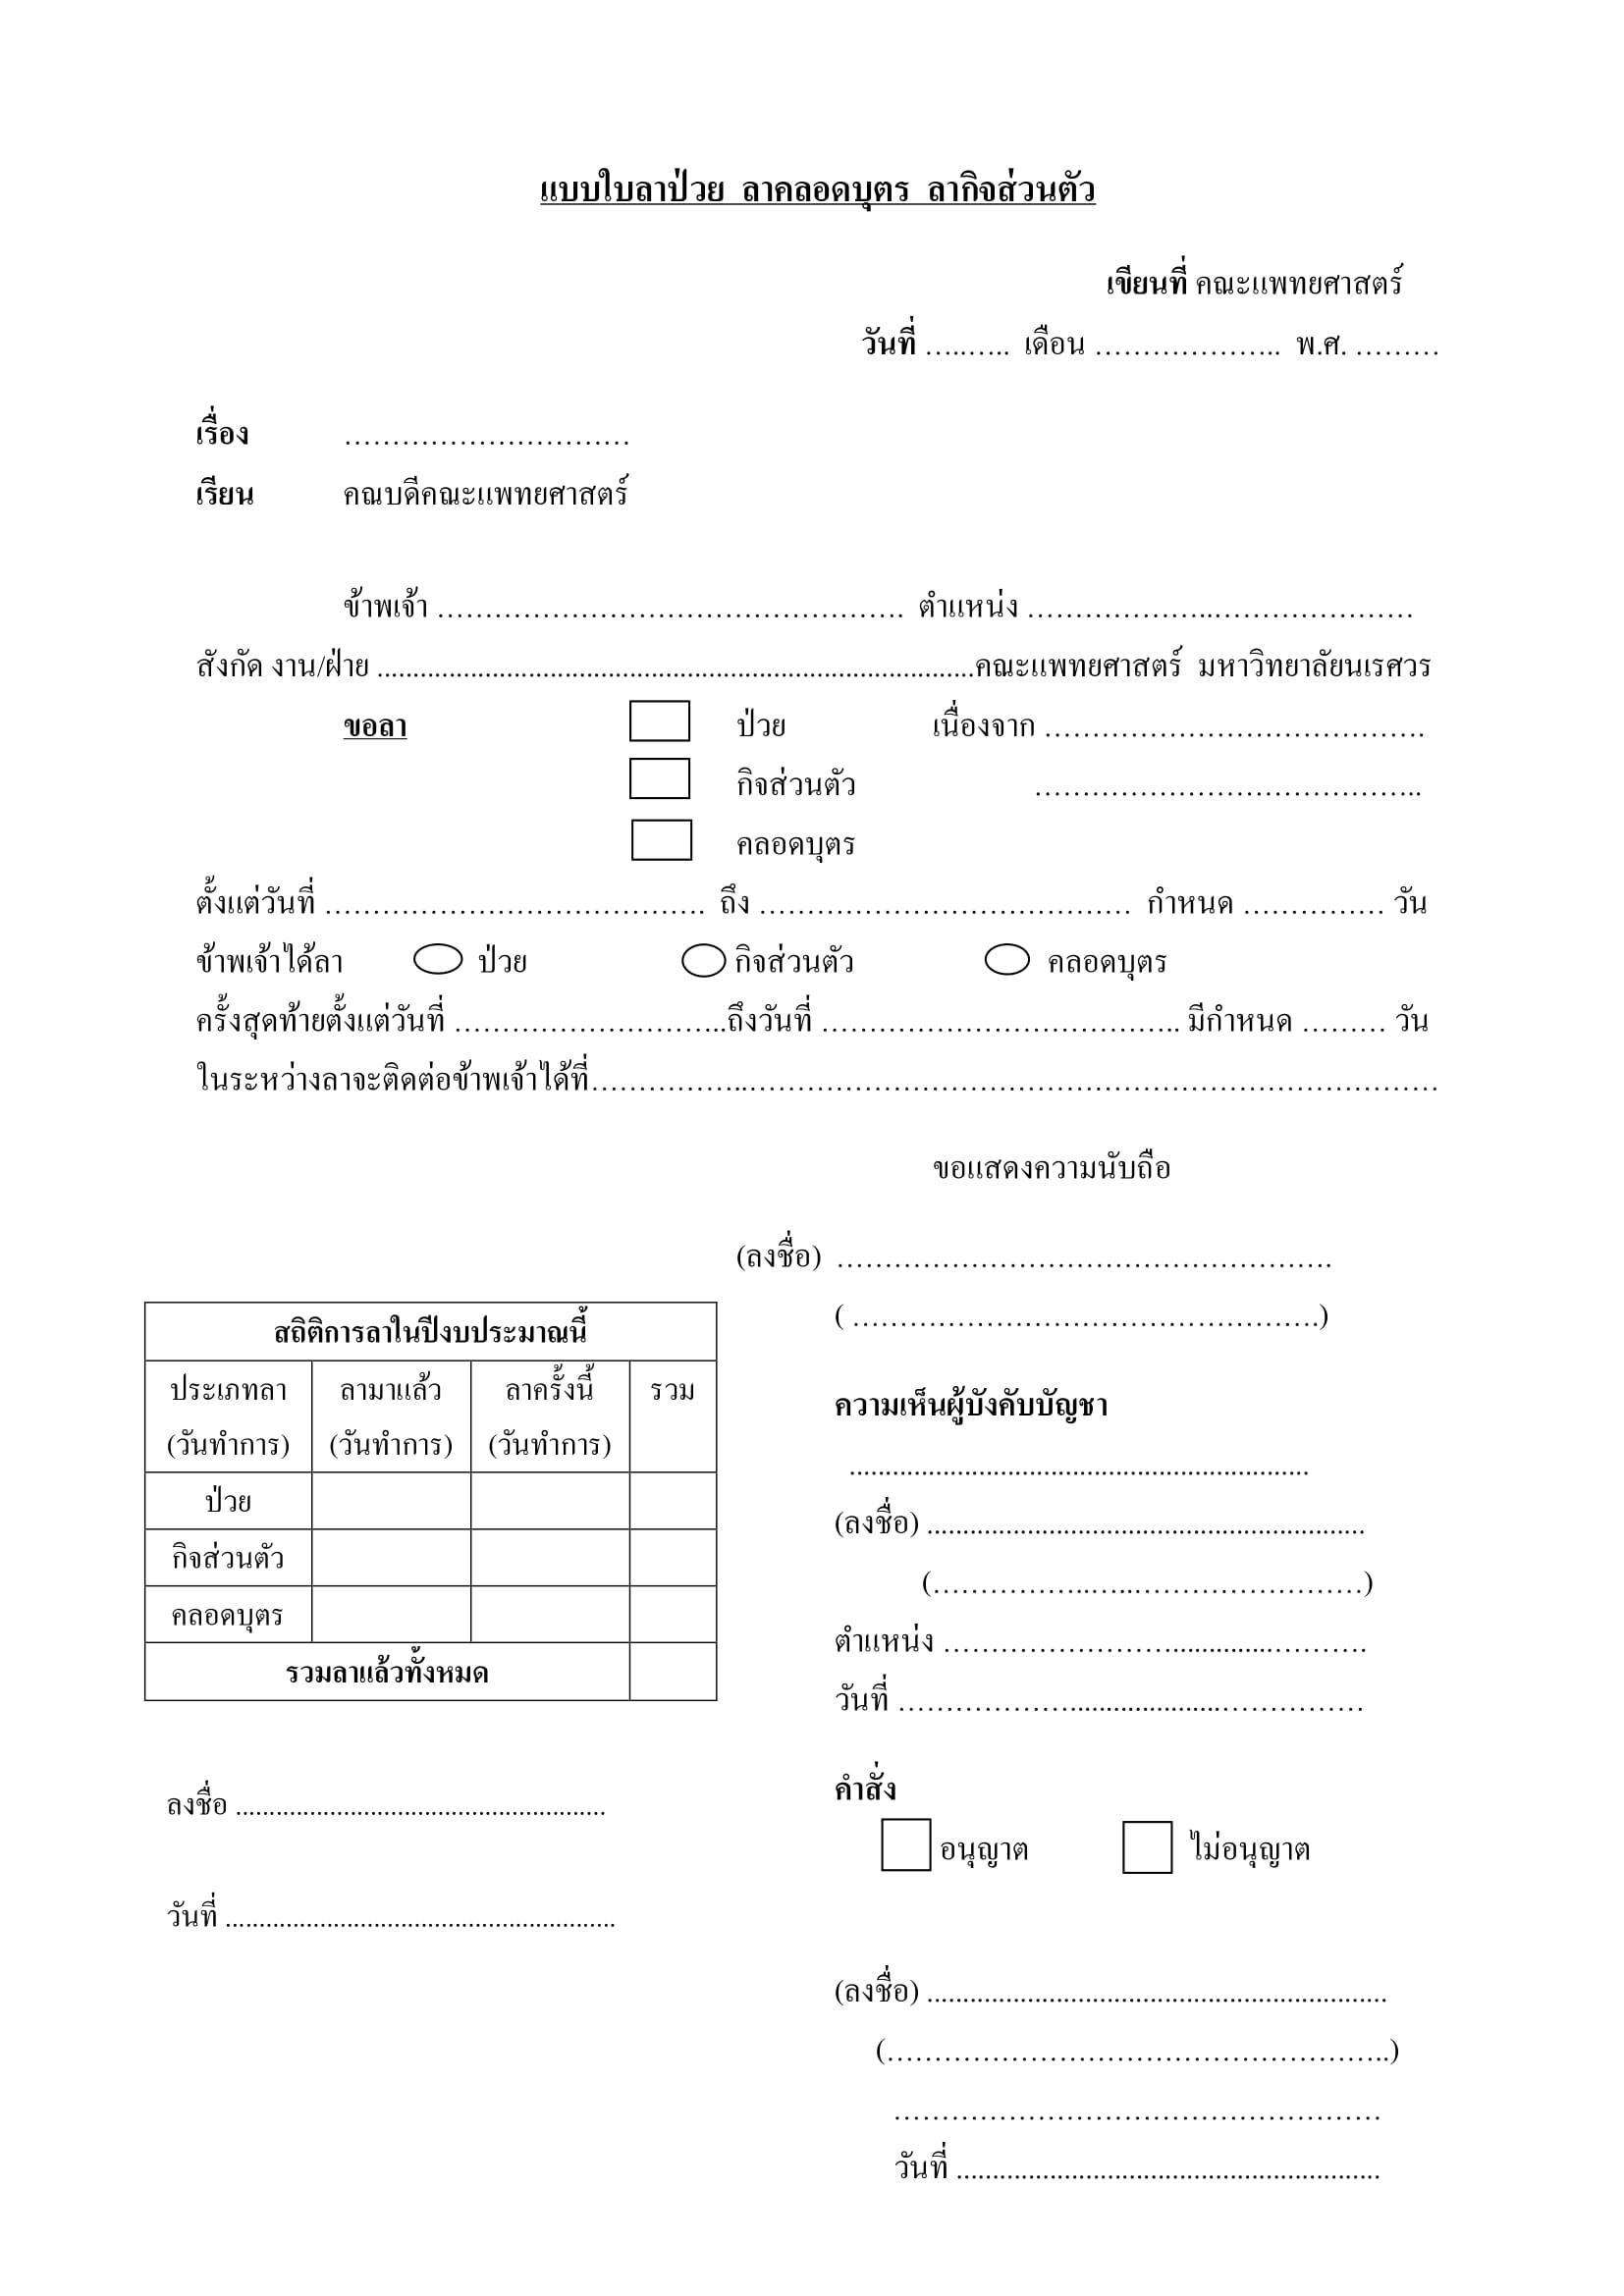 แบบใบลาป่วย ลาคลอดบุตร ลากิจส่วนตัว
เขียนที่ คณะแพทยศาสตร์
วันที่ ……….. เดือน ……………….. พ.ศ. ………
เรื่อง …………………………
เรียน คณบดีคณะแพทยศาสตร์
ข้าพเจ้า …………………………………………. ตำแหน่ง ………………..…………………
สังกัด งาน/ฝ่าย ...................................................................................คณะแพทยศาสตร์ มหาวิทยาลัยนเรศวร
ขอลา ป่วย เนื่องจาก ………………………………….
กิจส่วนตัว …………………………………..
คลอดบุตร
ตั้งแต่วันที่ …………………………………. ถึง ………………………………… กำหนด …………… วัน
ข้าพเจ้าได้ลา ป่วย กิจส่วนตัว คลอดบุตร
ครั้งสุดท้ายตั้งแต่วันที่ ………………………..ถึงวันที่ ……………………………….. มีกำหนด ……… วัน
ในระหว่างลาจะติดต่อข้าพเจ้าได้ที่……………..………………………………………………………………
ขอแสดงความนับถือ
(ลงชื่อ) …………………………………………….
( ………………………………………….)
สถิติการลาในปีงบประมาณนี้
ประเภทลา ลามาแล้ว ลาครั้งนี้ รวม
(วันทำการ) (วันทำการ) (วันทำการ)
ป่วย
กิจส่วนตัว
คลอดบุตร
รวมลาแล้วทั้งหมด
ลงชื่อ .......................................................
วันที่ ..........................................................
ความเห็นผู้บังคับบัญชา
................................................................
(ลงชื่อ) .............................................................
(……………..…..……………………)
ตำแหน่ง ……………………..............……….
วันที่ ……………….....................……………
คำสั่ง
อนุญาต ไม่อนุญาต
(ลงชื่อ) ................................................................
(……………………………………………..)
……………………………………………
วันที่ ...........................................................